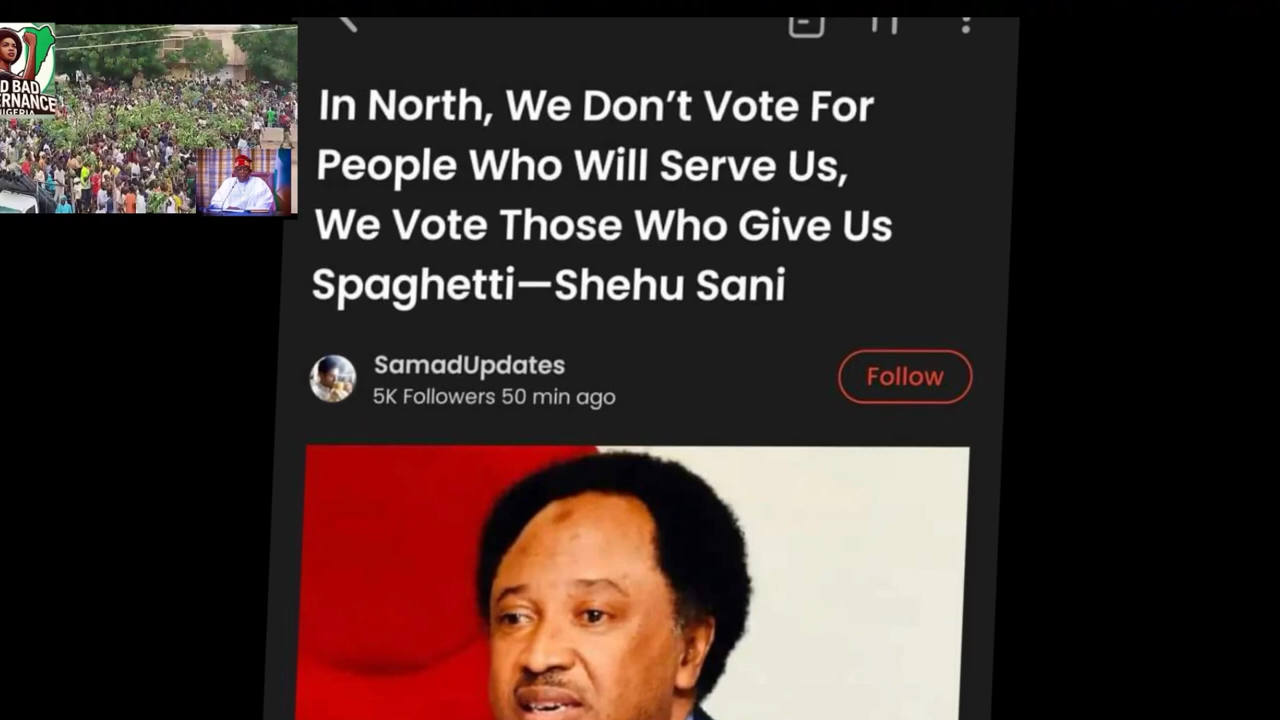 D BAD
ERNANCE
NIGERIA
In North, We Don’t Vote For
People Who Will Serve Us,
We Vote Those Who Give Us
Spaghetti—Shehu Sani
SamadUpdates
5K Followers 50 min ago
Follow